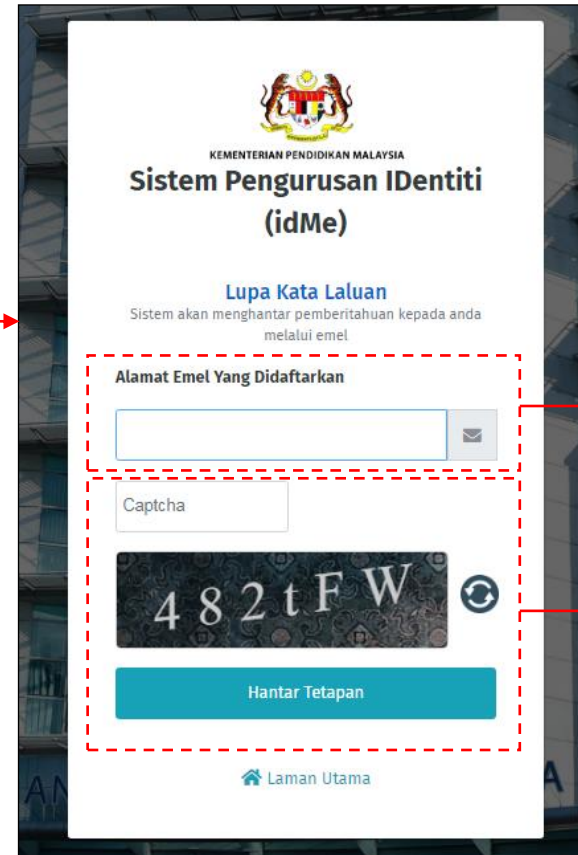 KEMENTERIAN PENDIDIKAN MALAYSIA
Sistem Pengurusan IDentiti
(idMe)
Lupa Kata Laluan
Sistem akan menghantar pemberitahuan kepada anda
melalui emel
Alamat Emel Yang Didaftarkan
Captcha
482tFW
Hantar Tetapan
Laman Utama
AN
A